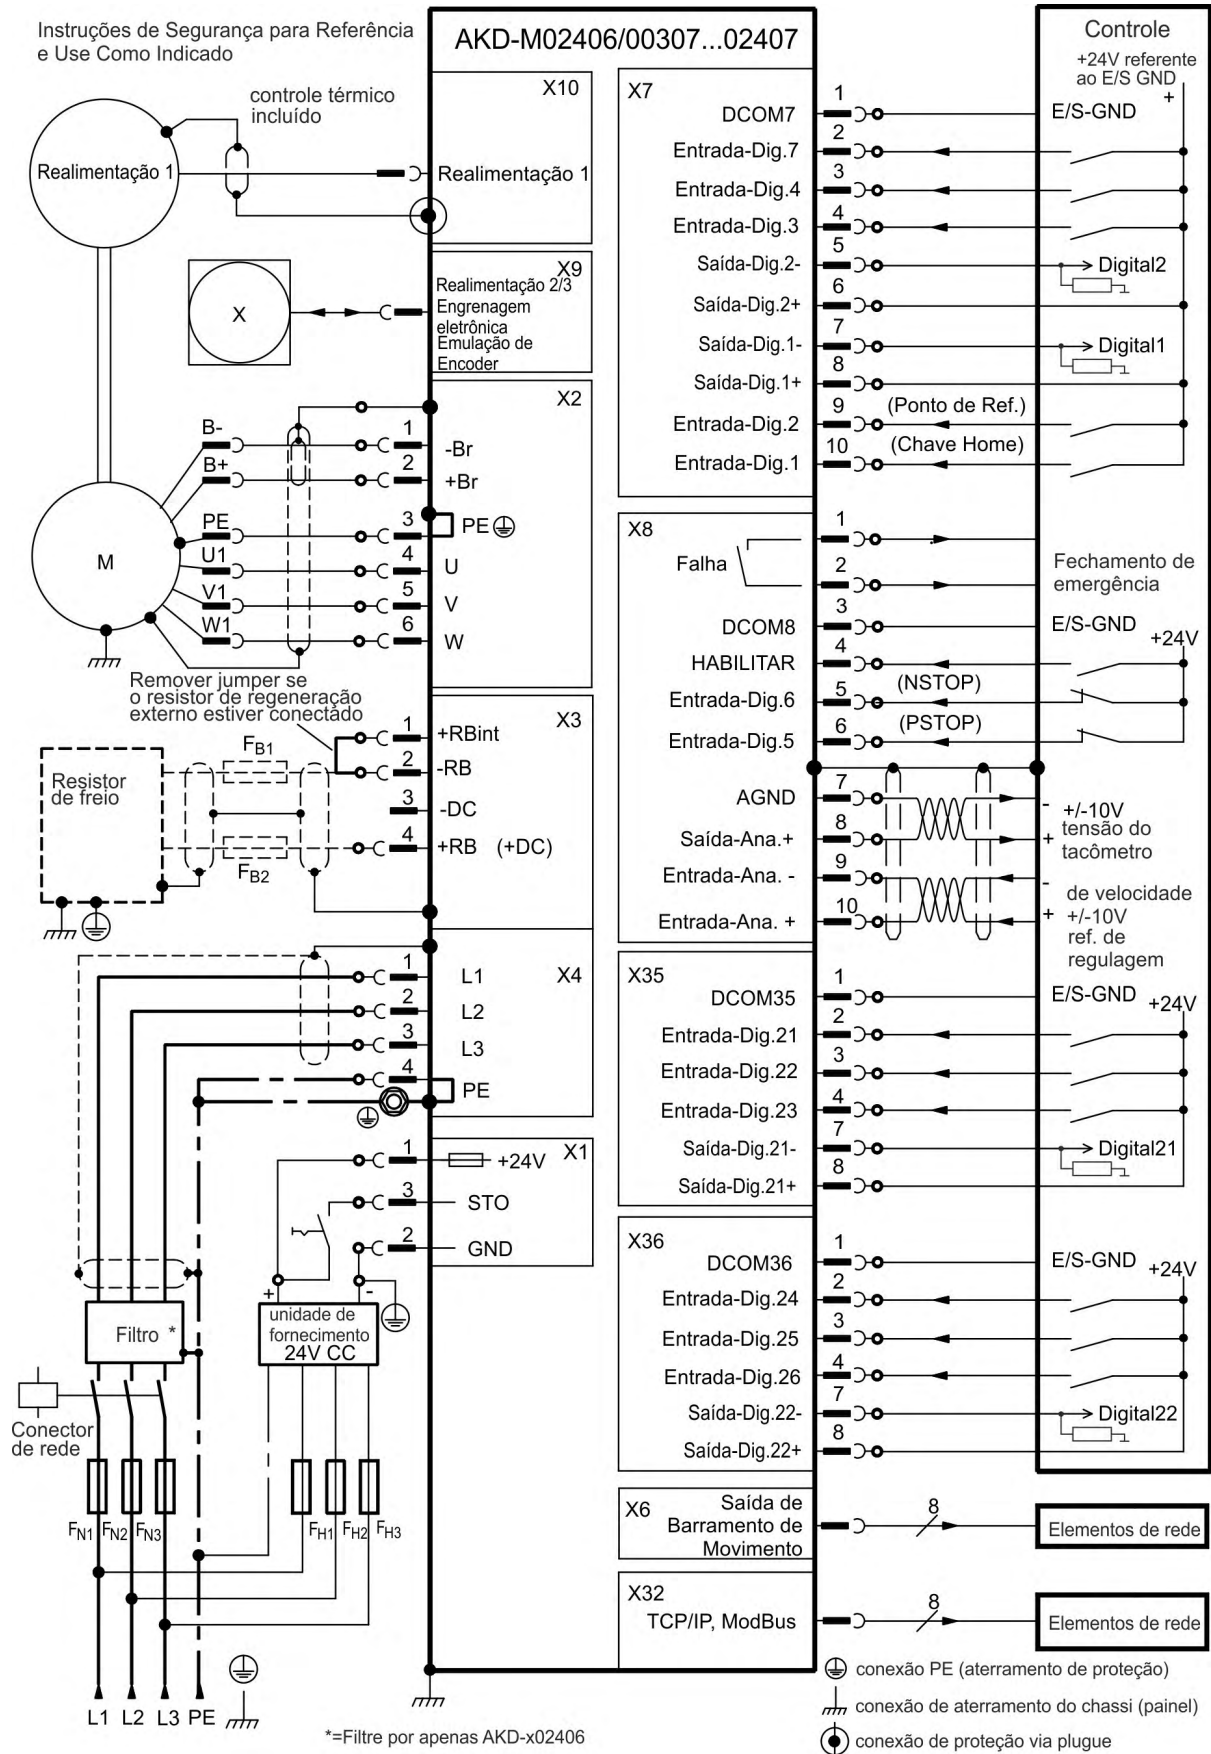 Instruções de Segurança para Referência
e Use Como Indicado
AKD-M02406/00307...02407
Controle
+24V referente
ao E/S GND
+
controle térmico
incluído
Realimentação 1
X10
Realimentação 1
X
X9
Realimentação 2/3
Engrenagem
eletrônica
Emulação de
Encoder
X2
B-
1
-Br
B+
2
+Br
PE
3
PE
M
U1
4
U
V1
5
V
W1
6
W
Remover jumper se
o resistor de regeneração
externo estiver conectado
X3
1
+RBint
FB1
2
-RB
Resistor
de freio
3
-DC
4
+RB (+DC)
FB2
X4
1
L1
2
L2
3
L3
4
PE
X1
1
+24V
3
STO
2
GND
+
-
Filtro *
unidade de
fornecimento
24V CC
Conector
de rede
FN1
FN2
FN3
FH1
FH2
FH3
L1
L2
L3
PE
*=Filtre por apenas AKD-x02406
X7
DCOM7
1
E/S-GND
Entrada-Dig.7
2
Entrada-Dig.4
3
Entrada-Dig.3
4
Saída-Dig.2-
5
Digital2
Saída-Dig.2+
6
Saída-Dig.1-
7
Digital1
Saída-Dig.1+
8
Entrada-Dig.2
9
(Ponto de Ref.)
Entrada-Dig.1
10
(Chave Home)
X8
Falha
1
2
Fechamento de
emergência
DCOM8
3
E/S-GND
+24V
HABILITAR
4
Entrada-Dig.6
5
(NSTOP)
Entrada-Dig.5
6
(PSTOP)
AGND
7
-
Saída-Ana.+
8
+
+/-10V
tensão do
tacômetro
Entrada-Ana. -
9
-
Entrada-Ana. +
10
+
de velocidade
+/-10V
ref. de
regulagem
X35
DCOM35
1
E/S-GND
+24V
Entrada-Dig.21
2
Entrada-Dig.22
3
Entrada-Dig.23
4
Saída-Dig.21-
7
Digital21
Saída-Dig.21+
8
X36
DCOM36
1
E/S-GND
+24V
Entrada-Dig.24
2
Entrada-Dig.25
3
Entrada-Dig.26
4
Saída-Dig.22-
7
Digital22
Saída-Dig.22+
8
X6
Saída de
Barramento de
Movimento
8
Elementos de rede
X32
TCP/IP, ModBus
8
Elementos de rede
conexão PE (aterramento de proteção)
conexão de aterramento do chassi (painel)
conexão de proteção via plugue